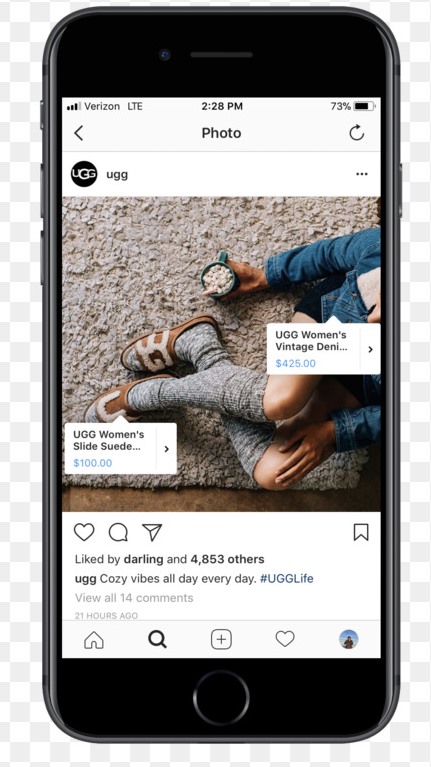 Verizon LTE 2:28 PM 73%
Photo
UGG ugg
UGG Women's
Vintage Deni...
$425.00
UGG Women's
Slide Suede...
$100.00
Liked by darling and 4,853 others
ugg Cozy vibes all day every day. #UGGLife
View all 14 comments
21 HOURS AGO